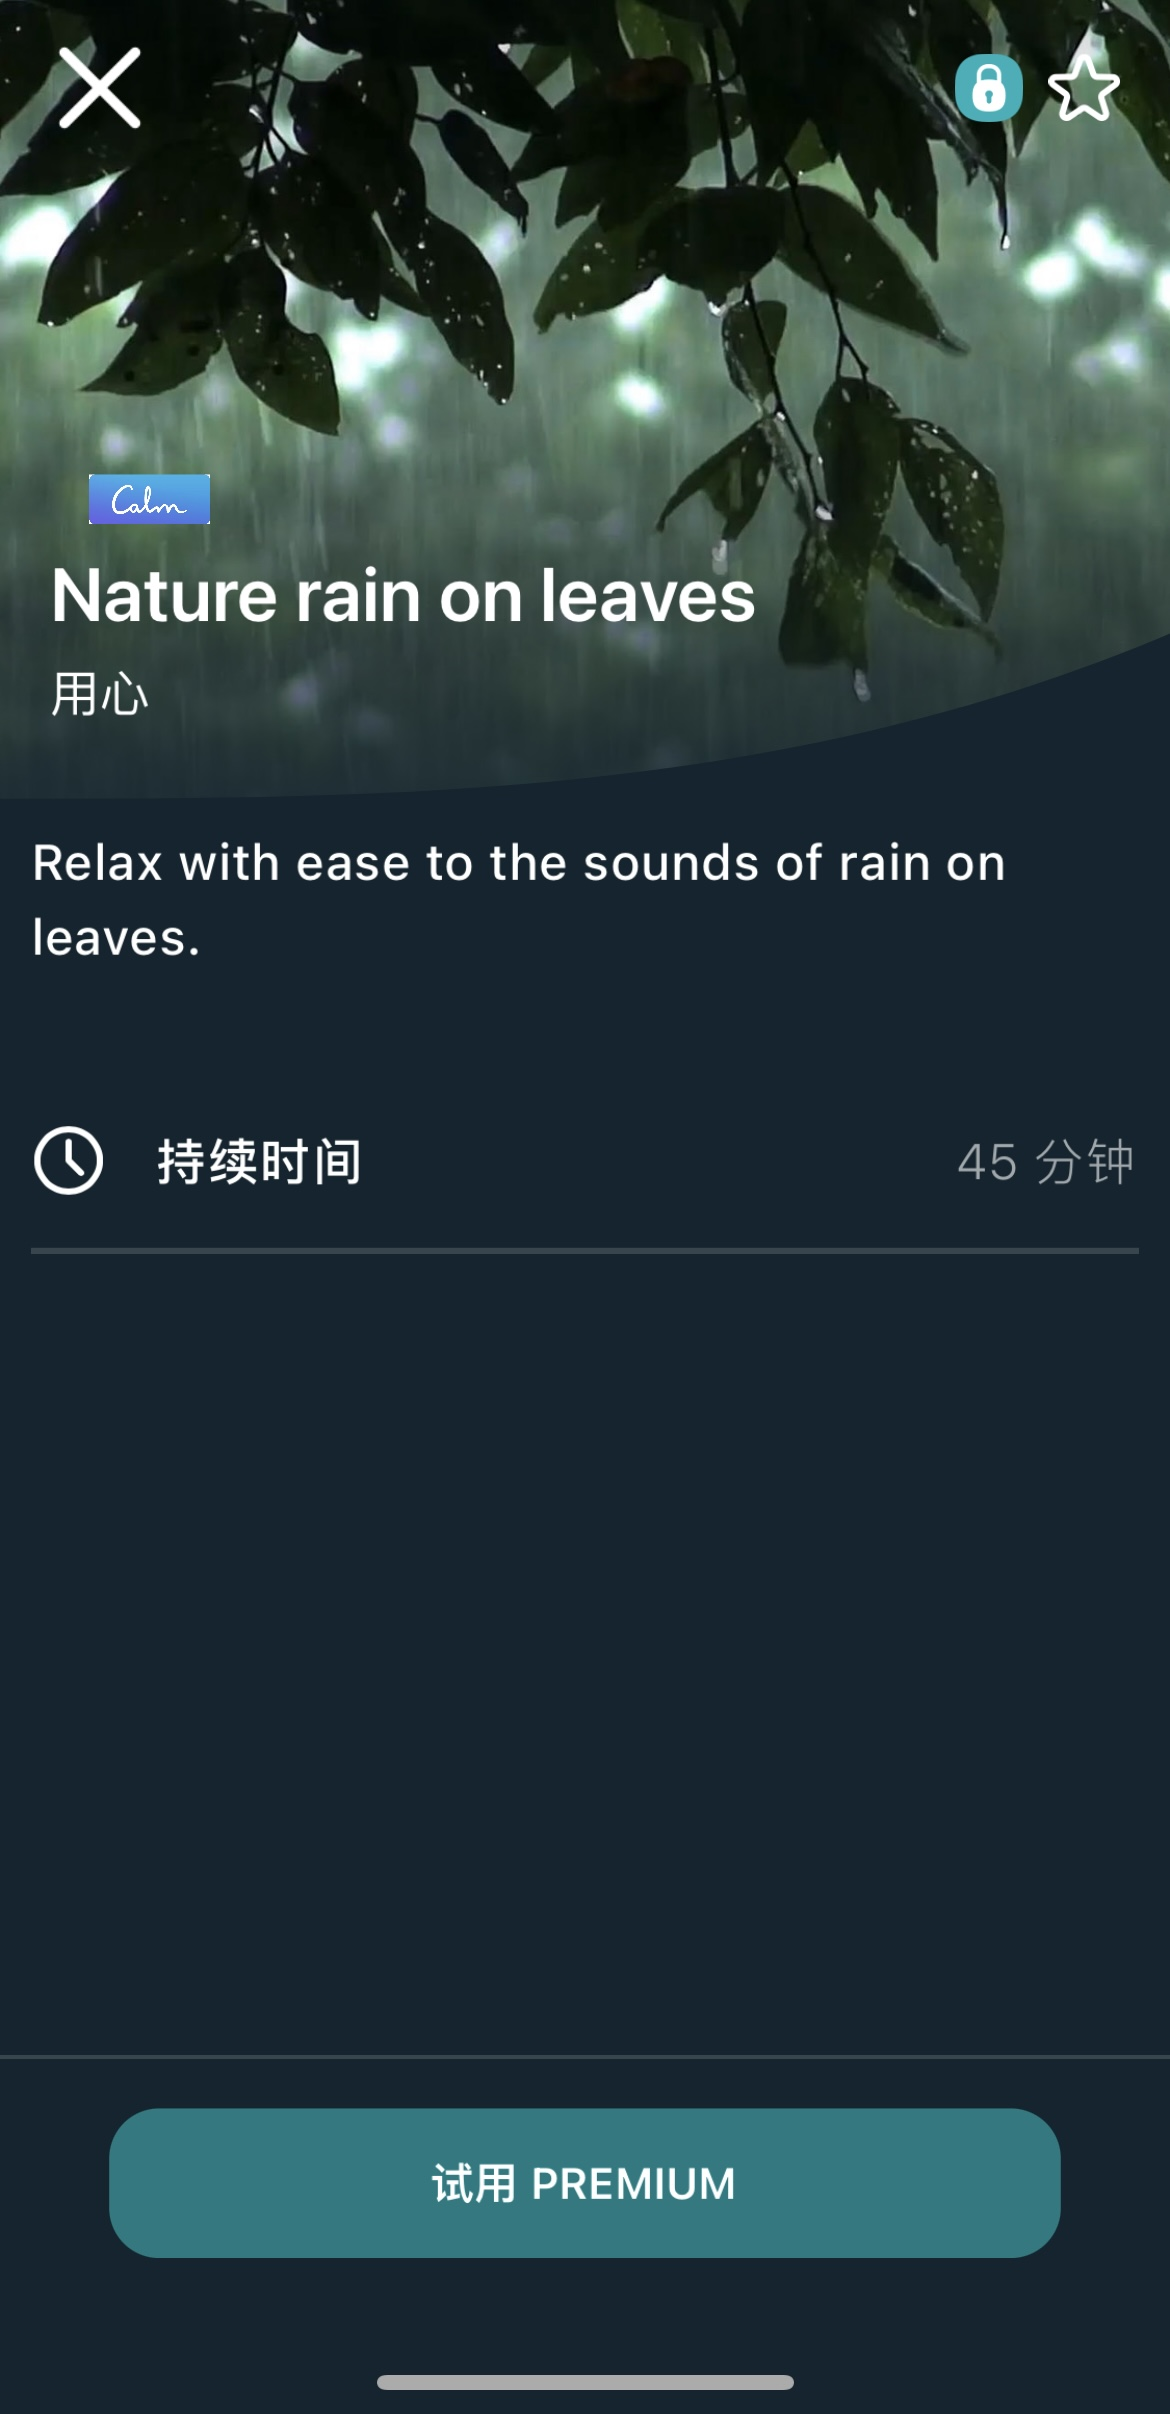 Calm
Nature rain on leaves
用心
Relax with ease to the sounds of rain on
leaves.
持续时间 45 分钟
试用 PREMIUM